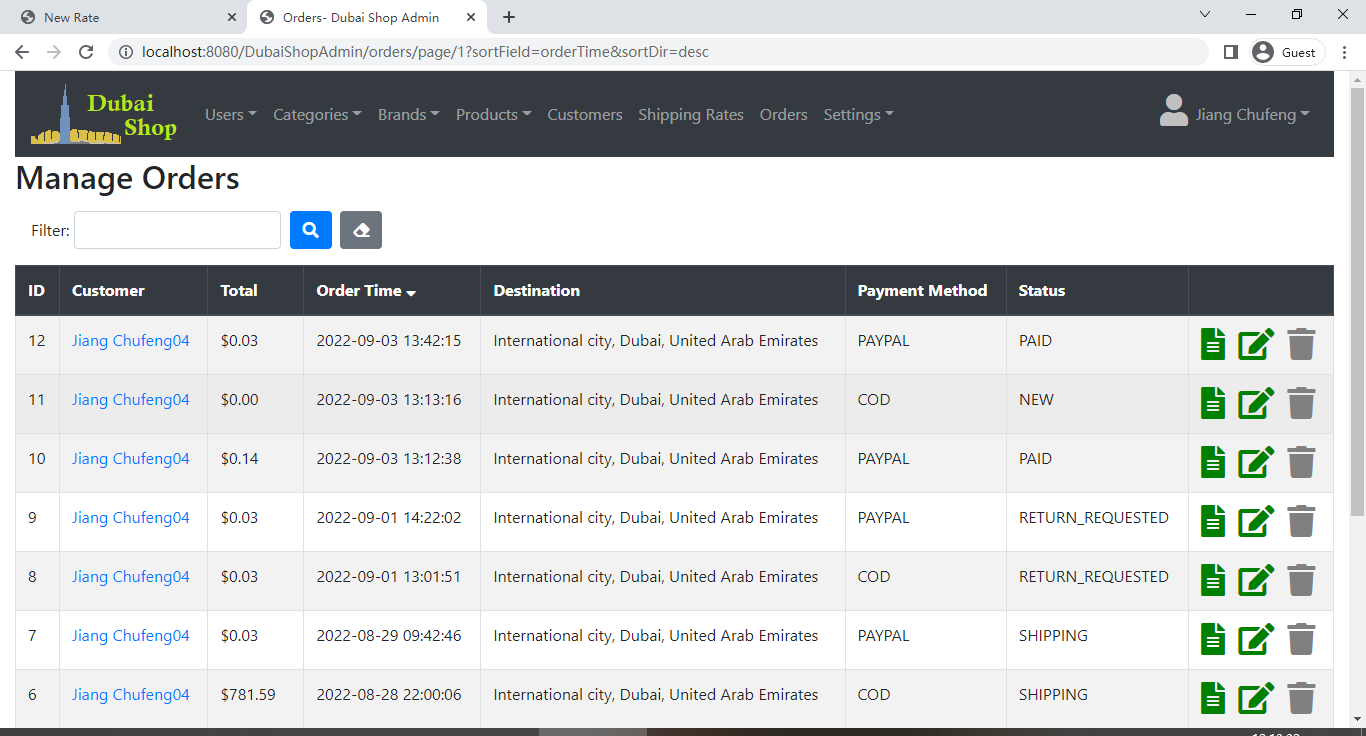 New Rate
Orders- Dubai Shop Admin
localhost:8080/DubaiShopAdmin/orders/page/1?sortField=orderTime&sortDir=desc
Guest
Dubai
Shop
Users Categories Brands Products Customers Shipping Rates Orders Settings Jiang Chufeng
Manage Orders
Filter:
ID Customer Total Order Time Destination Payment Method Status
12 Jiang Chufeng04 $0.03 2022-09-03 13:42:15 International city, Dubai, United Arab Emirates PAYPAL PAID
11 Jiang Chufeng04 $0.00 2022-09-03 13:13:16 International city, Dubai, United Arab Emirates COD NEW
10 Jiang Chufeng04 $0.14 2022-09-03 13:12:38 International city, Dubai, United Arab Emirates PAYPAL PAID
9 Jiang Chufeng04 $0.03 2022-09-01 14:22:02 International city, Dubai, United Arab Emirates PAYPAL RETURN_REQUESTED
8 Jiang Chufeng04 $0.03 2022-09-01 13:01:51 International city, Dubai, United Arab Emirates COD RETURN_REQUESTED
7 Jiang Chufeng04 $0.03 2022-08-29 09:42:46 International city, Dubai, United Arab Emirates PAYPAL SHIPPING
6 Jiang Chufeng04 $781.59 2022-08-28 22:00:06 International city, Dubai, United Arab Emirates COD SHIPPING